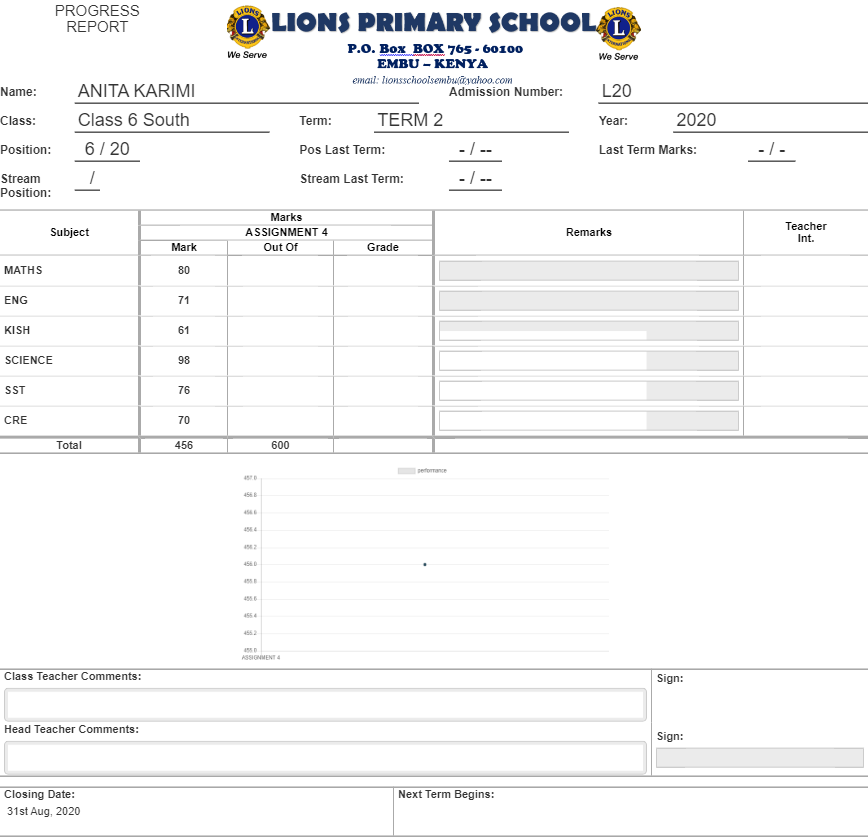 PROGRESS REPORT
LIONS PRIMARY SCHOOL
LIONS L INTERNATIONAL
We Serve
LIONS L INTERNATIONAL
We Serve
P.O. Box BOX 765 - 60100
EMBU – KENYA
email: lionsschoolsembu@yahoo.com
Name: ANITA KARIMI Admission Number: L20
Class: Class 6 South Term: TERM 2 Year: 2020
Position: 6 / 20 Pos Last Term: - / -- Last Term Marks: - / -
Stream Position: / Stream Last Term: - / --
Subject Marks Remarks Teacher Int.
ASSIGNMENT 4
Mark Out Of Grade
MATHS 80
ENG 71
KISH 61
SCIENCE 98
SST 76
CRE 70
Total 456 600
performance
457.0
456.8
456.6
456.4
456.2
456.0
455.8
455.6
455.4
455.2
455.0
ASSIGNMENT 4
Class Teacher Comments: Sign:
Head Teacher Comments: Sign:
Closing Date: Next Term Begins:
31st Aug, 2020